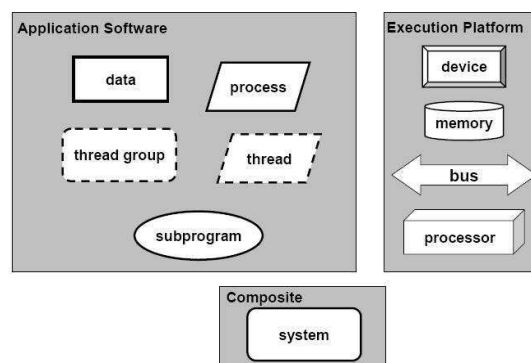 Application Software
data
process
thread group
thread
subprogram
Execution Platform
device
memory
bus
processor
Composite
system